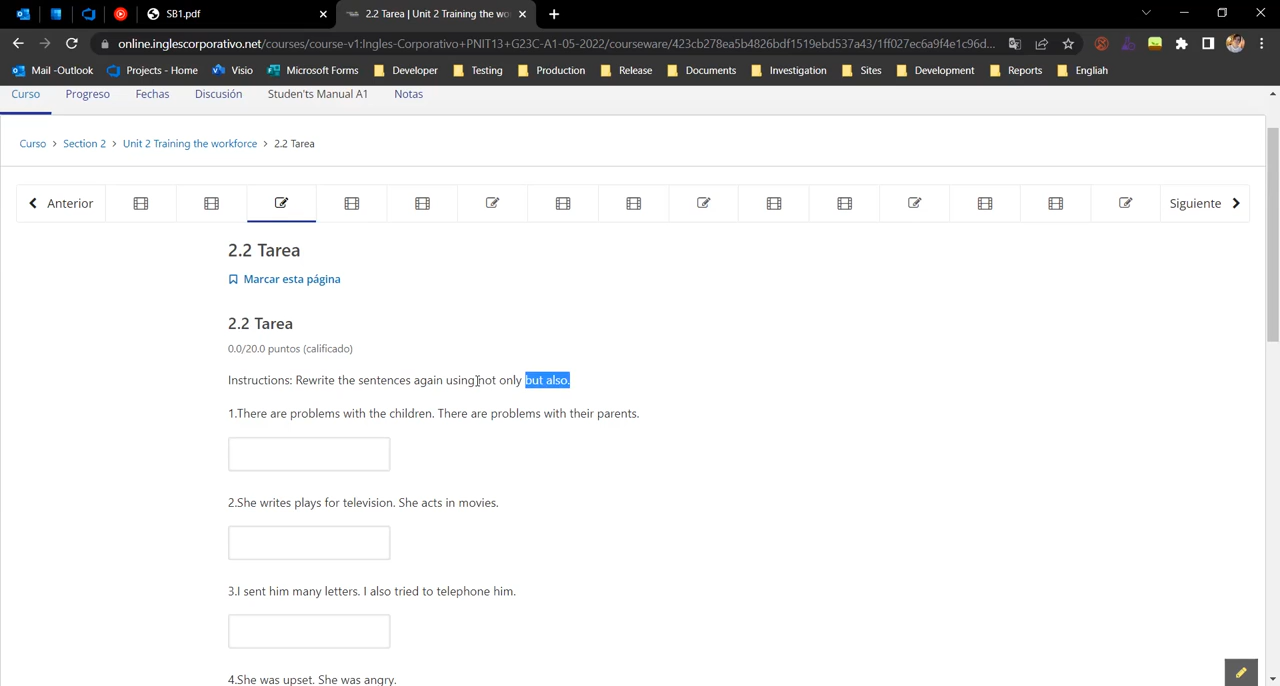 SB1.pdf
2.2 Tarea | Unit 2 Training the wo
online.inglescorporativo.net/courses/course-v1:Ingles-Corporativo+PNIT13+G23C-A1-05-2022/courseware/423cb278ea5b4826bdf1519ebd537a43/1ff027ec6a9f4e1c96d...
Mail -Outlook Projects - Home Visio Microsoft Forms Developer Testing Production Release Documents Investigation Sites Development Reports Engliah
Curso Progreso Fechas Discusión Studen'ts Manual A1 Notas
Curso > Section 2 > Unit 2 Training the workforce > 2.2 Tarea
Anterior Siguiente
2.2 Tarea
Marcar esta página
2.2 Tarea
0.0/20.0 puntos (calificado)
Instructions: Rewrite the sentences again using not only but also.
1.There are problems with the children. There are problems with their parents.
2.She writes plays for television. She acts in movies.
3.I sent him many letters. I also tried to telephone him.
4.She was upset. She was angry.